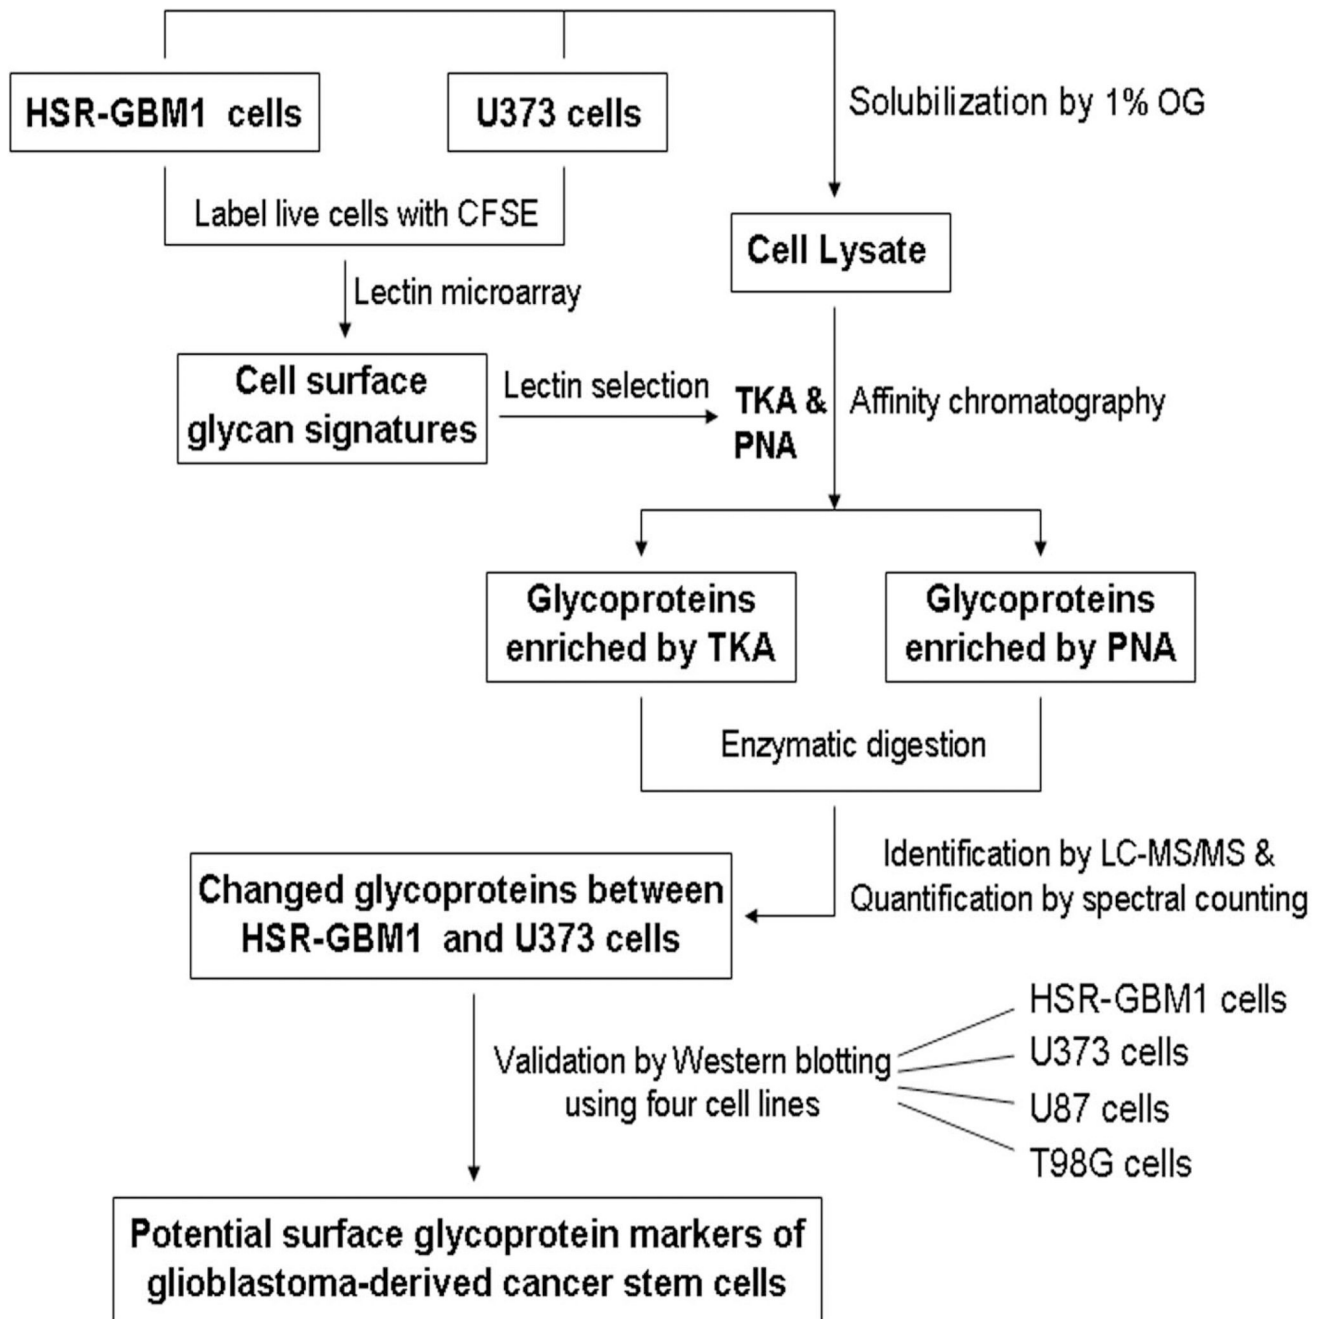 HSR-GBM1 cells
U373 cells
Solubilization by 1% OG
Label live cells with CFSE
Cell Lysate
Lectin microarray
Cell surface
glycan signatures
Lectin selection
TKA &
PNA
Affinity chromatography
Glycoproteins
enriched by TKA
Glycoproteins
enriched by PNA
Enzymatic digestion
Identification by LC-MS/MS &
Quantification by spectral counting
Changed glycoproteins between
HSR-GBM1 and U373 cells
Validation by Western blotting
using four cell lines
HSR-GBM1 cells
U373 cells
U87 cells
T98G cells
Potential surface glycoprotein markers of
glioblastoma-derived cancer stem cells